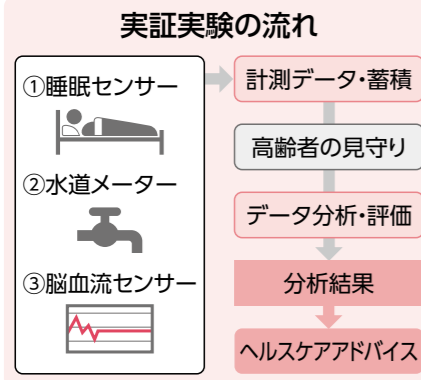 実証実験の流れ
①睡眠センサー
②水道メーター
③脳血流センサー
計測データ・蓄積
高齢者の見守り
データ分析・評価
分析結果
ヘルスケアアドバイス